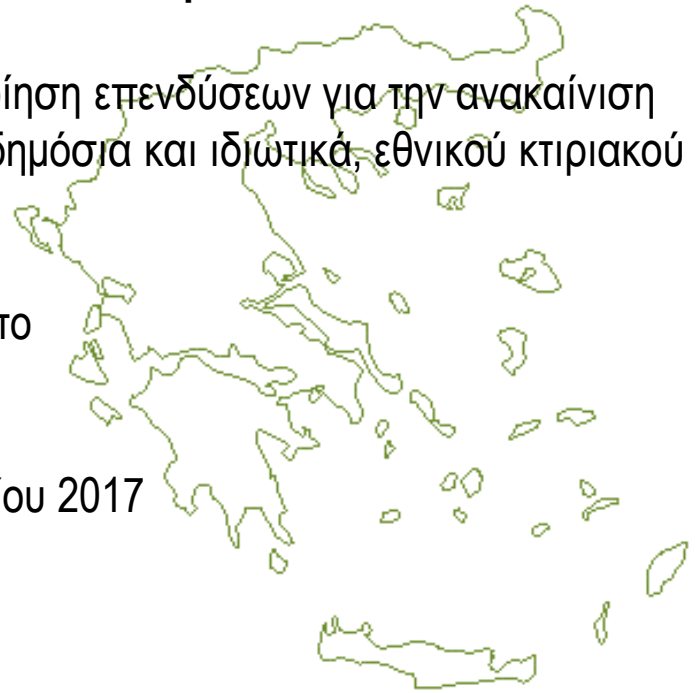 ίηση επενδύσεων για την ανακαίνιση
δημόσια και ιδιωτικά, εθνικού κτιριακού
το
ίου 2017